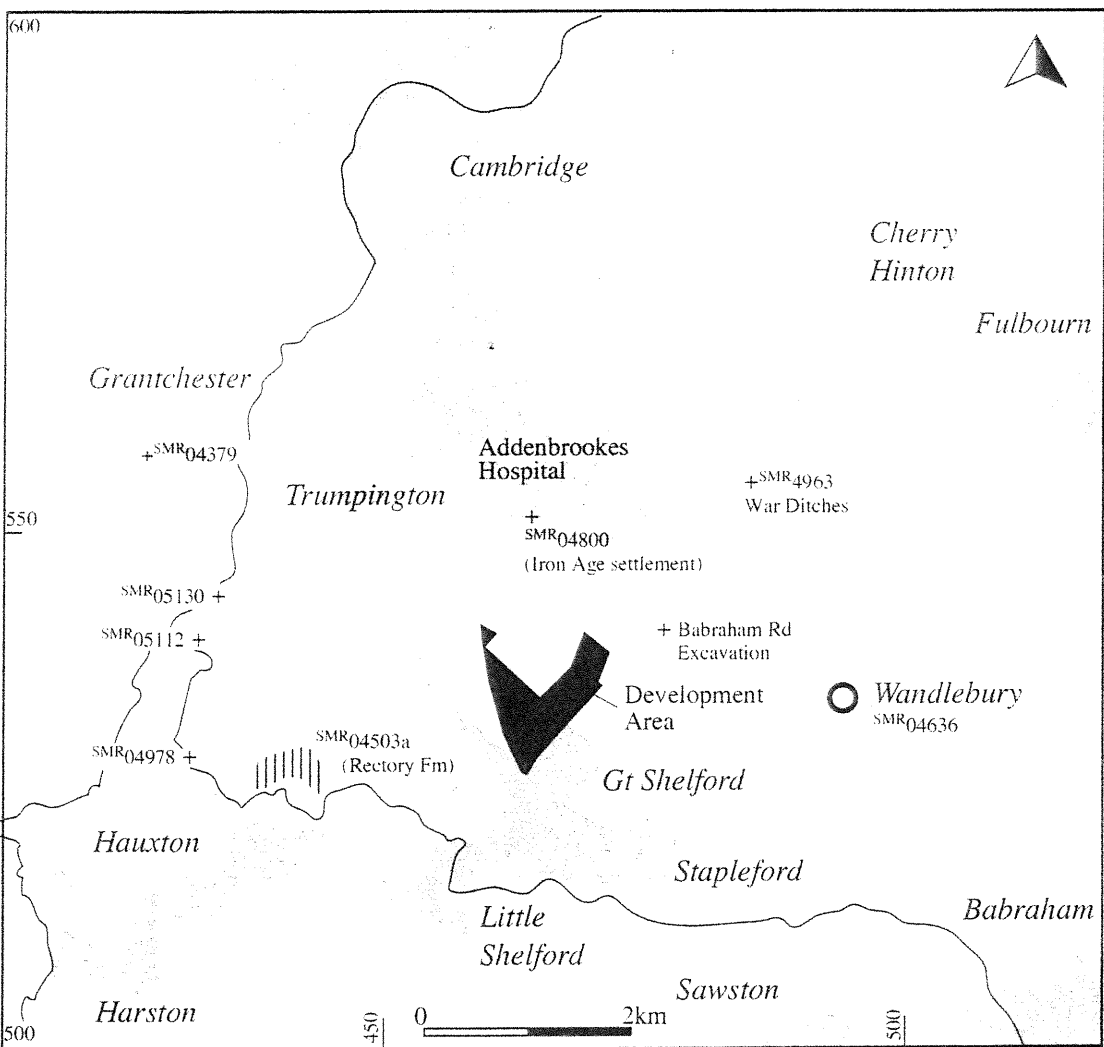 600
Cambridge
Cherry
Hinton
Fulbourn
Grantchester
SMR04379
Addenbrookes
Hospital
Trumpington
SMR4963
War Ditches
550
SMR04800
(Iron Age settlement)
SMR05130
SMR05112
Babraham Rd
Excavation
Development
Area
Wandlebury
SMR04636
SMR04978
SMR04503a
(Rectory Fm)
Gt Shelford
Hauxton
Stapleford
Babraham
Little
Shelford
Sawston
Harston
0
2km
500
450
500